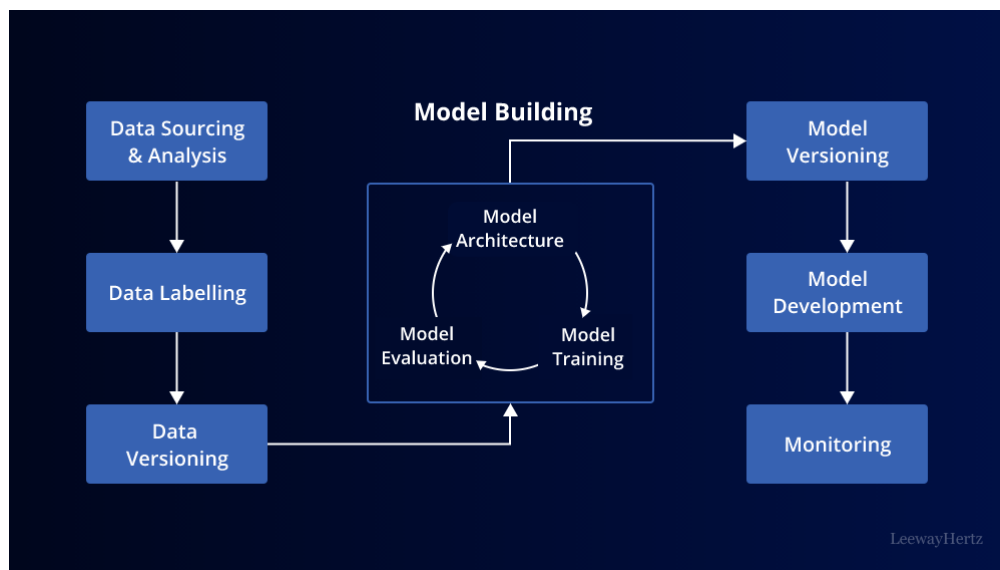 Data Sourcing
& Analysis
Data Labelling
Data
Versioning
Model Building
Model
Architecture
Model
Training
Model
Evaluation
Model
Versioning
Model
Development
Monitoring
LeewayHertz